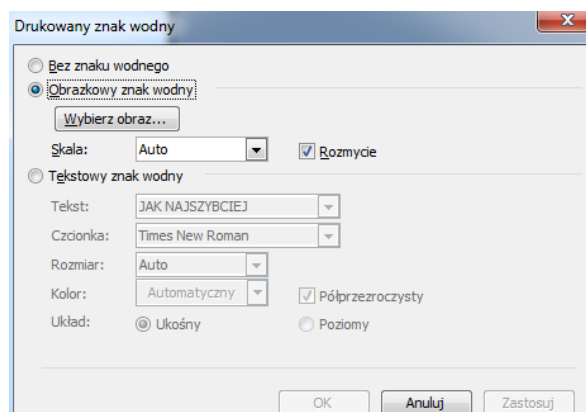 Drukowany znak wodny
Bez znaku wodnego
Obrazkowy znak wodny
Wybierz obraz...
Skala: Auto Rozmycie
Tekstowy znak wodny
Tekst: JAK NAJSZYBCIEJ
Czcionka: Times New Roman
Rozmiar: Auto
Kolor: Automatyczny Półprzezroczysty
Układ: Ukośny Poziomy
OK Anuluj Zastosuj